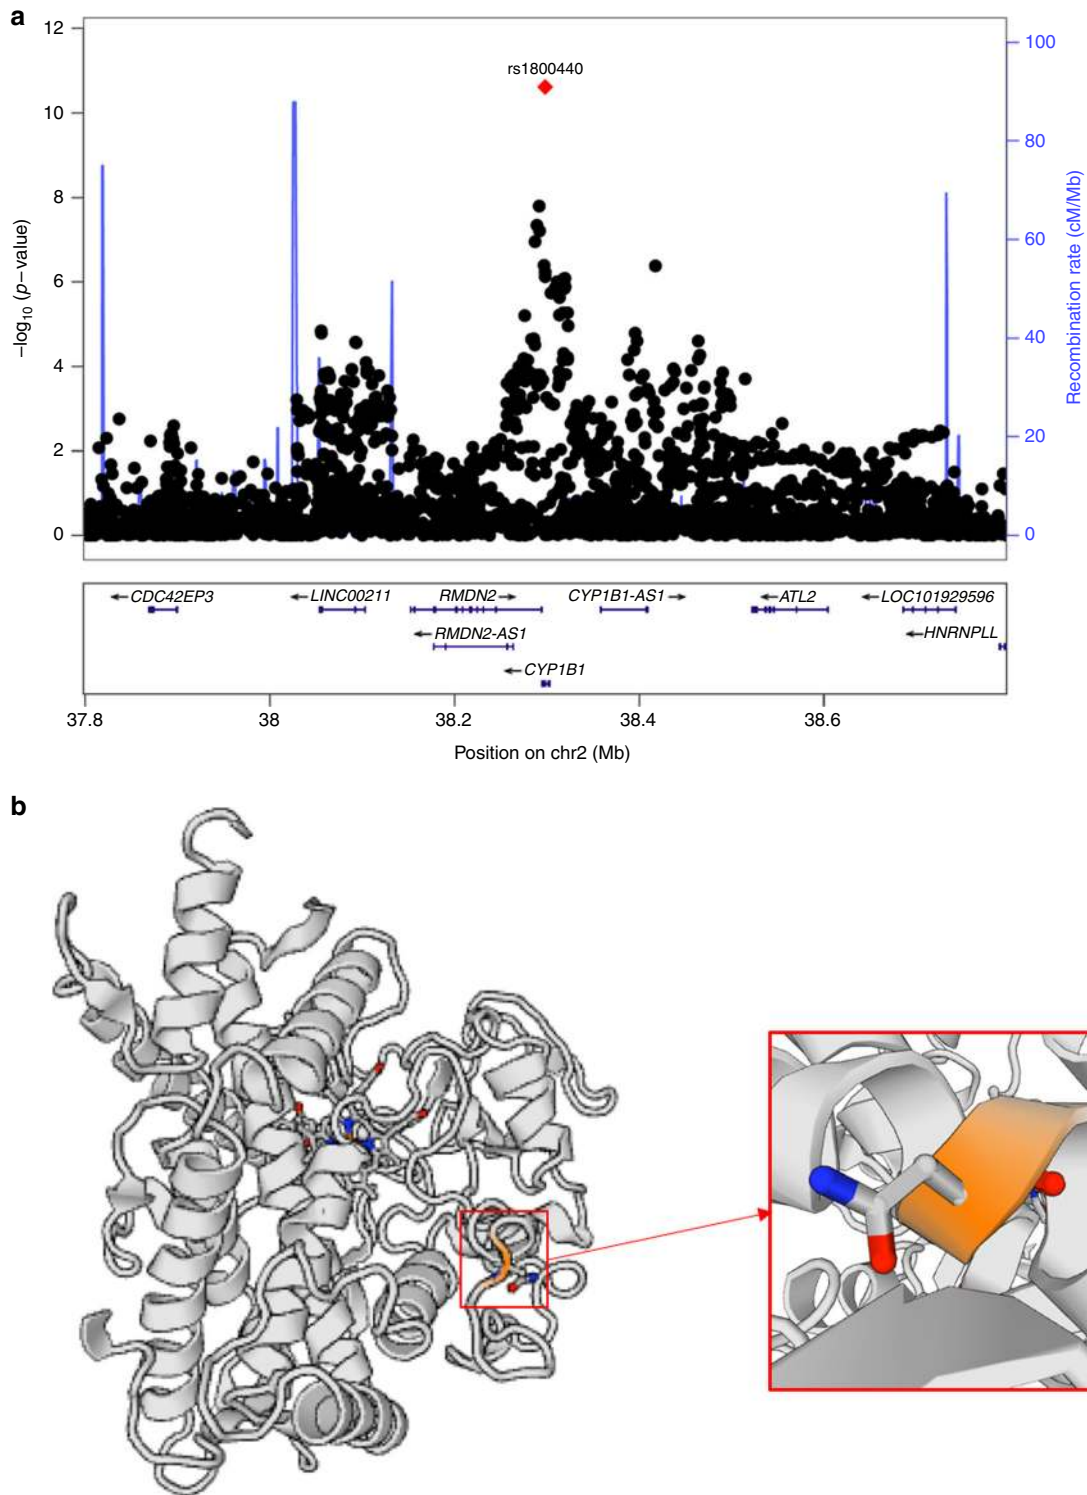 a
rs1800440
12
10
8
6
4
2
0
−log10 (p−value)
100
80
60
40
20
0
Recombination rate (cM/Mb)
←CDC42EP3 ←LINC00211 RMDN2→ CYP1B1-AS1→ ←ATL2 ←LOC101929596
←RMDN2-AS1 ←HNRNPLL
←CYP1B1
37.8 38 38.2 38.4 38.6
Position on chr2 (Mb)
b